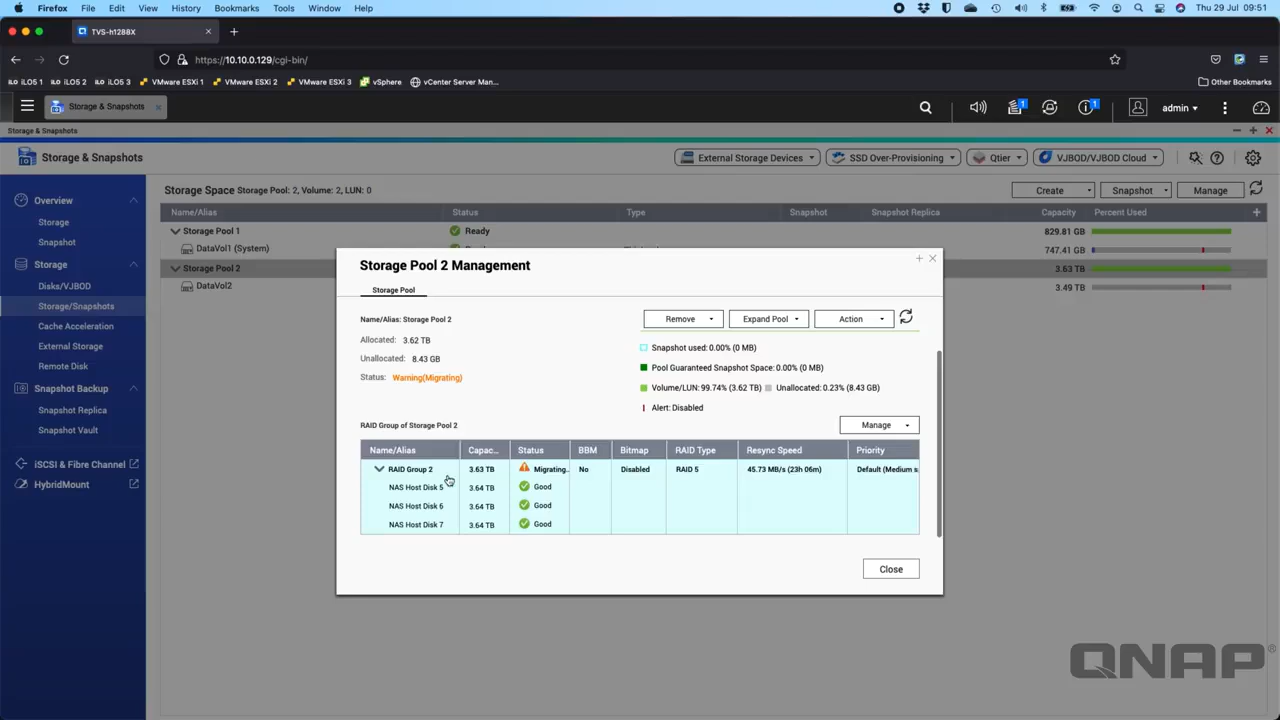 Firefox File Edit View History Bookmarks Tools Window Help Thu 29 Jul 09:51
TVS-h1288X
https://10.10.0.129/cgi-bin/
iLO iLO5 1 iLO iLO5 2 iLO iLO5 3 VMware ESXi 1 VMware ESXi 2 VMware ESXi 3 vSphere vCenter Server Man... Other Bookmarks
Storage & Snapshots 1 1 admin
Storage & Snapshots
Storage & Snapshots External Storage Devices SSD Over-Provisioning Qtier VJBOD/VJBOD Cloud
Overview
Storage
Snapshot
Storage
Disks/VJBOD
Storage/Snapshots
Cache Acceleration
External Storage
Remote Disk
Snapshot Backup
Snapshot Replica
Snapshot Vault
iSCSI & Fibre Channel
HybridMount
Storage Space Storage Pool: 2, Volume: 2, LUN: 0 Create Snapshot Manage
Name/Alias Status Type Snapshot Snapshot Replica Capacity Percent Used
Storage Pool 1 Ready 829.81 GB
DataVol1 (System) 747.41 GB
Storage Pool 2 3.63 TB
DataVol2 3.49 TB
Storage Pool 2 Management
Storage Pool
Name/Alias: Storage Pool 2 Remove Expand Pool Action
Allocated: 3.62 TB
Unallocated: 8.43 GB
Status: Warning(Migrating)
Snapshot used: 0.00% (0 MB)
Pool Guaranteed Snapshot Space: 0.00% (0 MB)
Volume/LUN: 99.74% (3.62 TB) Unallocated: 0.23% (8.43 GB)
Alert: Disabled
RAID Group of Storage Pool 2 Manage
Name/Alias Capac... Status BBM Bitmap RAID Type Resync Speed Priority
RAID Group 2 3.63 TB Migrating.. No Disabled RAID 5 45.73 MB/s (23h 06m) Default (Medium s
NAS Host Disk 5 3.64 TB Good
NAS Host Disk 6 3.64 TB Good
NAS Host Disk 7 3.64 TB Good
Close
QNAP